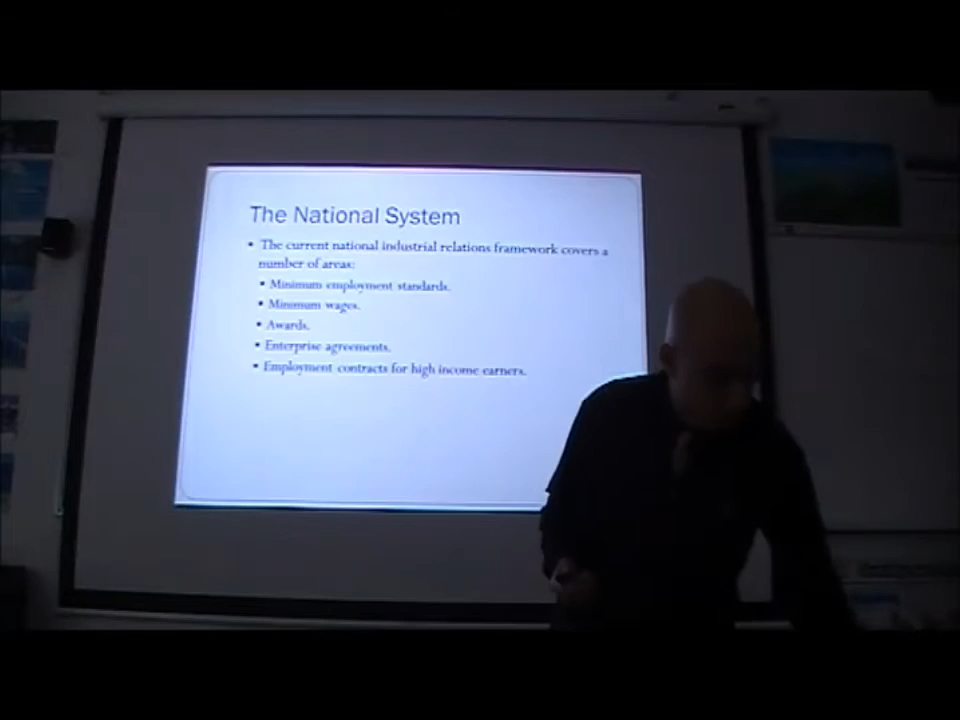 The National System
• The current national industrial relations framework covers a
number of areas:
• Minimum employment standards.
• Minimum wages.
• Awards.
• Enterprise agreements.
• Employment contracts for high income earners.